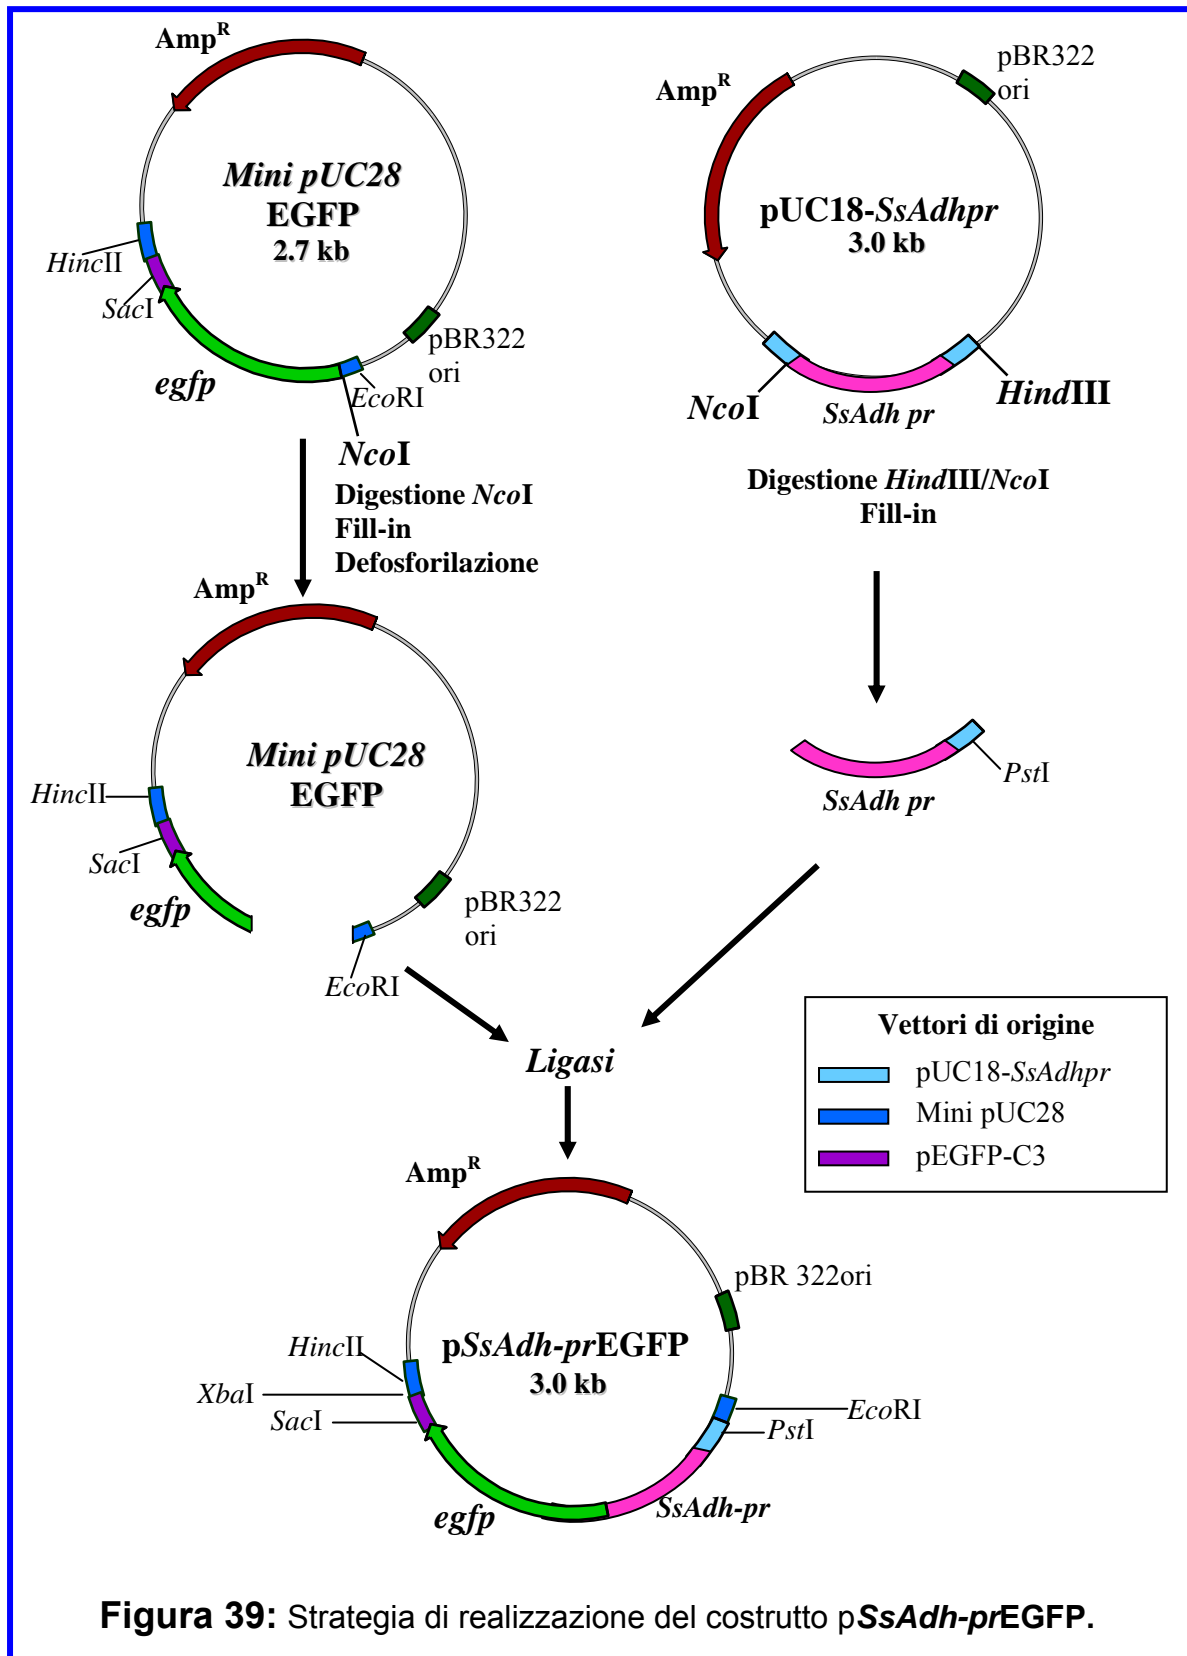 Amp^R
Mini pUC28
EGFP
2.7 kb
HincII
SacI
egfp
pBR322
ori
EcoRI
NcoI
Amp^R
pBR322
ori
pUC18-SsAdhpr
3.0 kb
NcoI
SsAdh pr
HindIII
Digestione NcoI
Fill-in
Defosforilazione
Digestione HindIII/NcoI
Fill-in
Amp^R
Mini pUC28
EGFP
HincII
SacI
egfp
pBR322
ori
EcoRI
PstI
SsAdh pr
Ligasi
Vettori di origine
pUC18-SsAdhpr
Mini pUC28
pEGFP-C3
Amp^R
pBR 322ori
pSsAdh-prEGFP
3.0 kb
HincII
XbaI
SacI
EcoRI
PstI
SsAdh-pr
egfp
Figura 39: Strategia di realizzazione del costrutto pSsAdh-prEGFP.